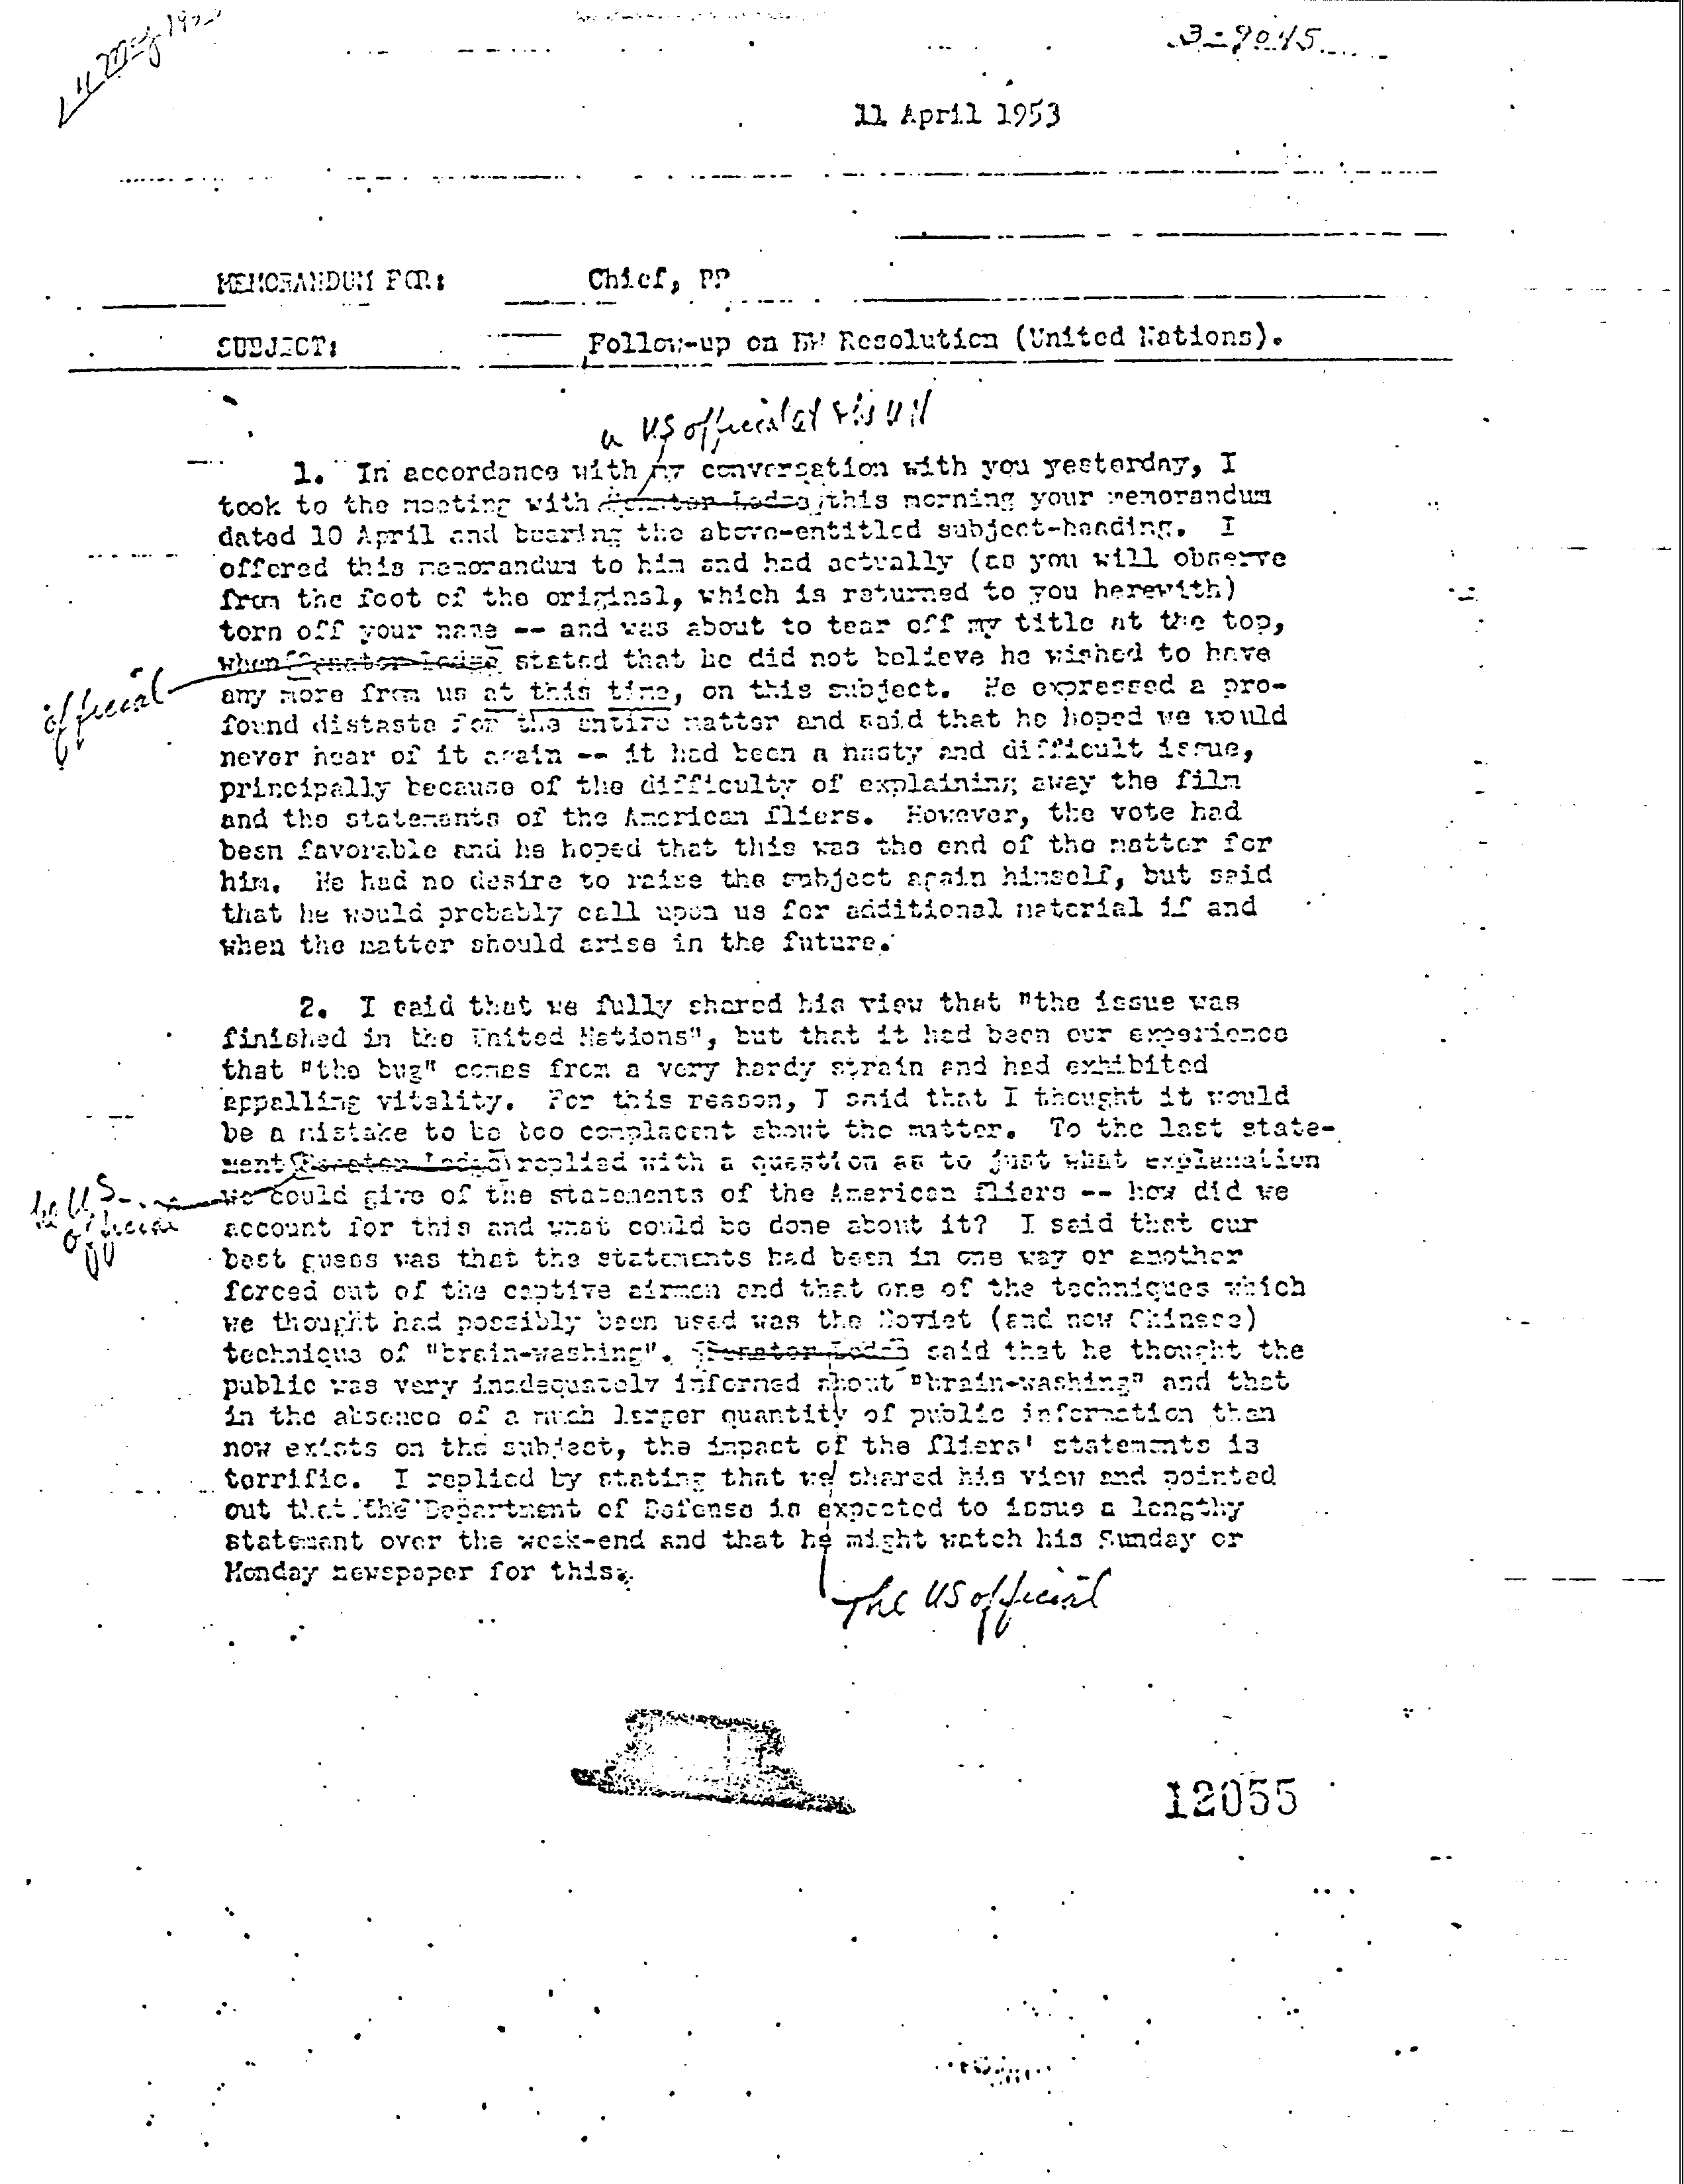 3-9045
11 April 1953
MEMORANDUM FOR: Chief, PP
SUBJECT: Follow-up on BW Resolution (United Nations).
a US official at the UN
1. In accordance with my conversation with you yesterday, I
took to the meeting with Senator Lodge this morning your memorandum
dated 10 April and bearing the above-entitled subject-heading. I
offered this memorandum to him and had actually (as you will observe
from the foot of the original, which is returned to you herewith)
torn off your name -- and was about to tear off my title at the top,
when Senator Lodge stated that he did not believe he wished to have
official
any more from us at this time, on this subject. He expressed a pro-
found distaste for the entire matter and said that he hoped we would
never hear of it again -- it had been a nasty and difficult issue,
principally because of the difficulty of explaining away the film
and the statements of the American fliers. However, the vote had
been favorable and he hoped that this was the end of the matter for
him. He had no desire to raise the subject again himself, but said
that he would probably call upon us for additional material if and
when the matter should arise in the future.
2. I said that we fully shared his view that "the issue was
finished in the United Nations", but that it had been our experience
that "the bug" comes from a very hardy strain and had exhibited
appalling vitality. For this reason, I said that I thought it would
be a mistake to be too complacent about the matter. To the last state-
ment Senator Lodge replied with a question as to just what explanation
US official
we could give of the statements of the American fliers -- how did we
account for this and what could be done about it? I said that our
best guess was that the statements had been in one way or another
forced out of the captive airmen and that one of the techniques which
we thought had possibly been used was the Soviet (and now Chinese)
technique of "brain-washing". Senator Lodge said that he thought the
public was very inadequately informed about "brain-washing" and that
in the absence of a much larger quantity of public information than
now exists on the subject, the impact of the fliers' statements is
terrific. I replied by stating that we shared his view and pointed
out that the Department of Defense is expected to issue a lengthy
statement over the week-end and that he might watch his Sunday or
Monday newspaper for this.
The US official
12055